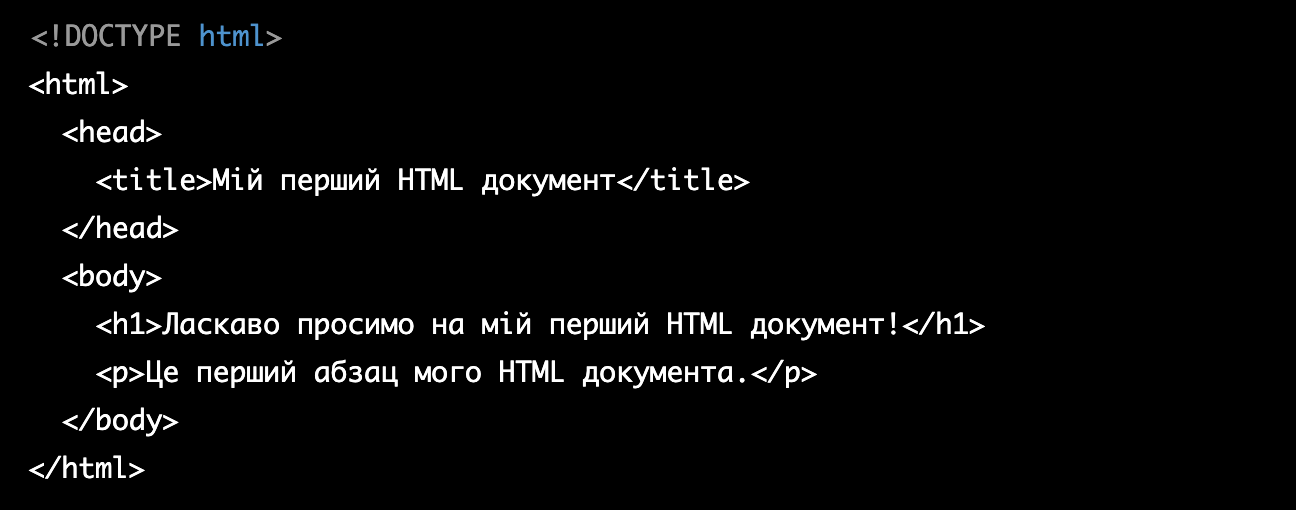 <!DOCTYPE html>
<html>
  <head>
    <title>Мій перший HTML документ</title>
  </head>
  <body>
    <h1>Ласкаво просимо на мій перший HTML документ!</h1>
    <p>Це перший абзац мого HTML документа.</p>
  </body>
</html>